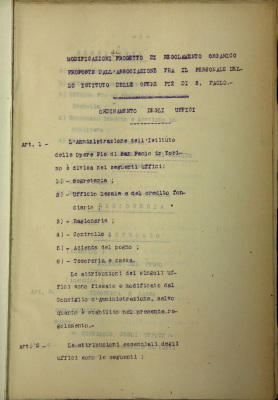 MODIFICAZIONI PROGETTO DI REGOLAMENTO ORGANICO
PROPOSTE DALL'ASSOCIAZIONE FRA IL PERSONALE DEL-
LO ISTITUTO DELLE OPERE PIE DI S. PAOLO.-
ORDINAMENTO DEGLI UFFICI
Art. 1 - L'Amministrazione dell'Istituto
delle Opere Pie di San Paolo in Tori-
no è divisa nei seguenti uffici:
1) - Segreteria ;
2) - Ufficio legale e del credito fon-
diario ;
3) - Ragioneria ;
4) - Controllo
5) - Azienda dei pegni ;
6) - Tesoreria e cassa.
Le attribuzioni dei singoli uf-
fici sono fissate e modificate dal
Consiglio d'Amministrazione, salvo
quanto è stabilito nel presente re-
golamento.-
Art. 2 - Le attribuzioni essenziali degli
uffici sono le seguenti :